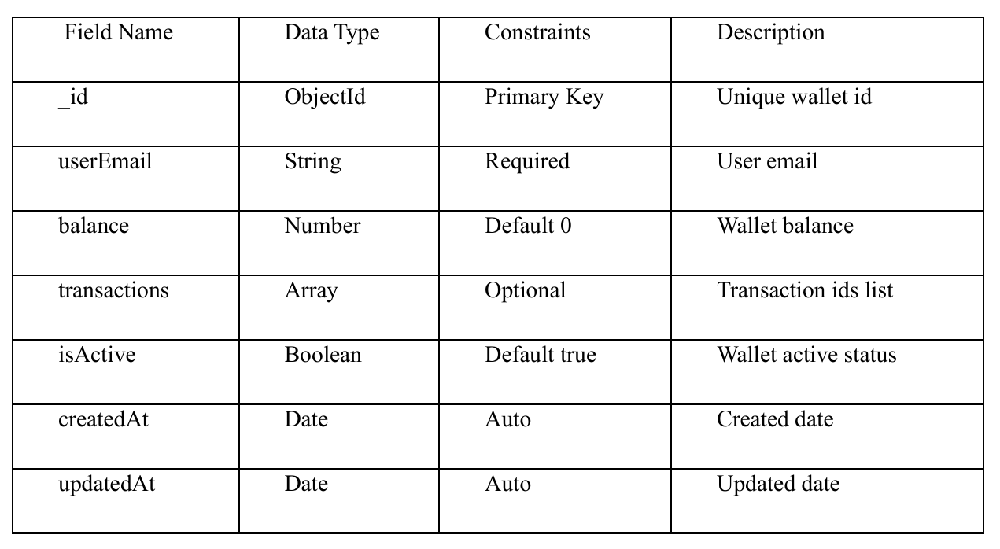 Field Name Data Type Constraints Description
_id ObjectId Primary Key Unique wallet id
userEmail String Required User email
balance Number Default 0 Wallet balance
transactions Array Optional Transaction ids list
isActive Boolean Default true Wallet active status
createdAt Date Auto Created date
updatedAt Date Auto Updated date